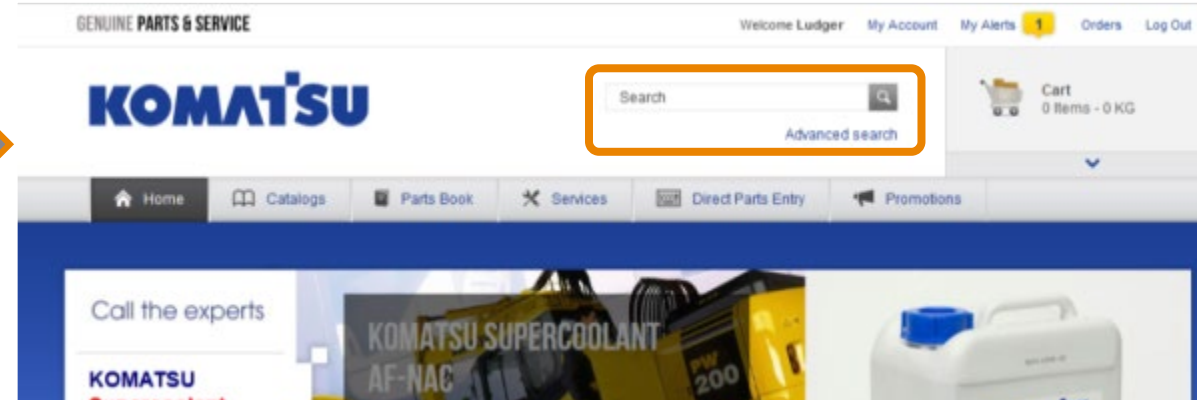 GENUINE PARTS & SERVICE
Welcome Ludger My Account My Alerts 1 Orders Log Out
KOMATSU
Search
Advanced search
Cart
0 Items - 0 KG
Home Catalogs Parts Book Services Direct Parts Entry Promotions
Call the experts
KOMATSU SUPERCOOLANT
AF-NAC
PW
200
KOMATSU
Supercoolant